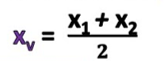 xᵥ = (x₁ + x₂) / 2